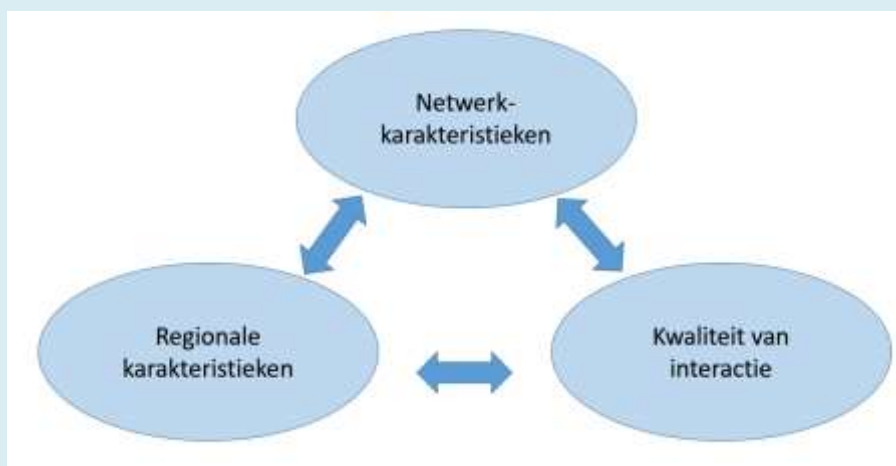 Netwerk-
karakteristieken
Regionale
karakteristieken
Kwaliteit van
interactie